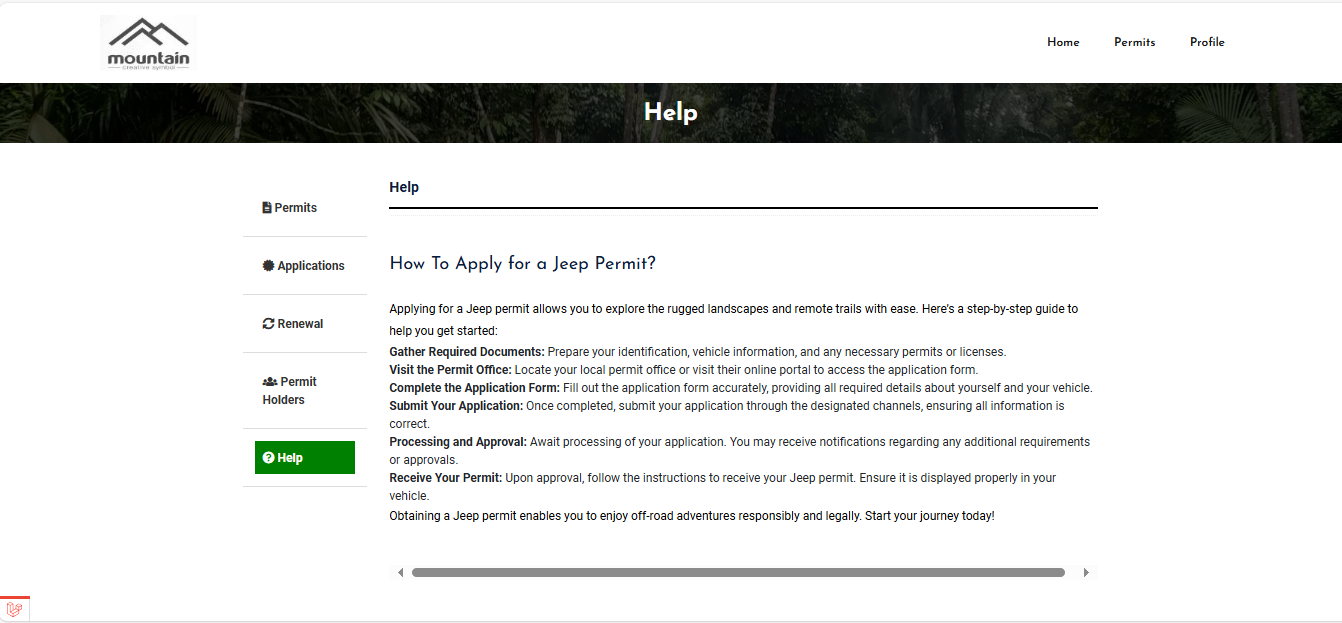 mountain
creative symbol
Home Permits Profile
Help
Permits
Applications
Renewal
Permit
Holders
Help
Help
How To Apply for a Jeep Permit?
Applying for a Jeep permit allows you to explore the rugged landscapes and remote trails with ease. Here's a step-by-step guide to
help you get started:
Gather Required Documents: Prepare your identification, vehicle information, and any necessary permits or licenses.
Visit the Permit Office: Locate your local permit office or visit their online portal to access the application form.
Complete the Application Form: Fill out the application form accurately, providing all required details about yourself and your vehicle.
Submit Your Application: Once completed, submit your application through the designated channels, ensuring all information is
correct.
Processing and Approval: Await processing of your application. You may receive notifications regarding any additional requirements
or approvals.
Receive Your Permit: Upon approval, follow the instructions to receive your Jeep permit. Ensure it is displayed properly in your
vehicle.
Obtaining a Jeep permit enables you to enjoy off-road adventures responsibly and legally. Start your journey today!